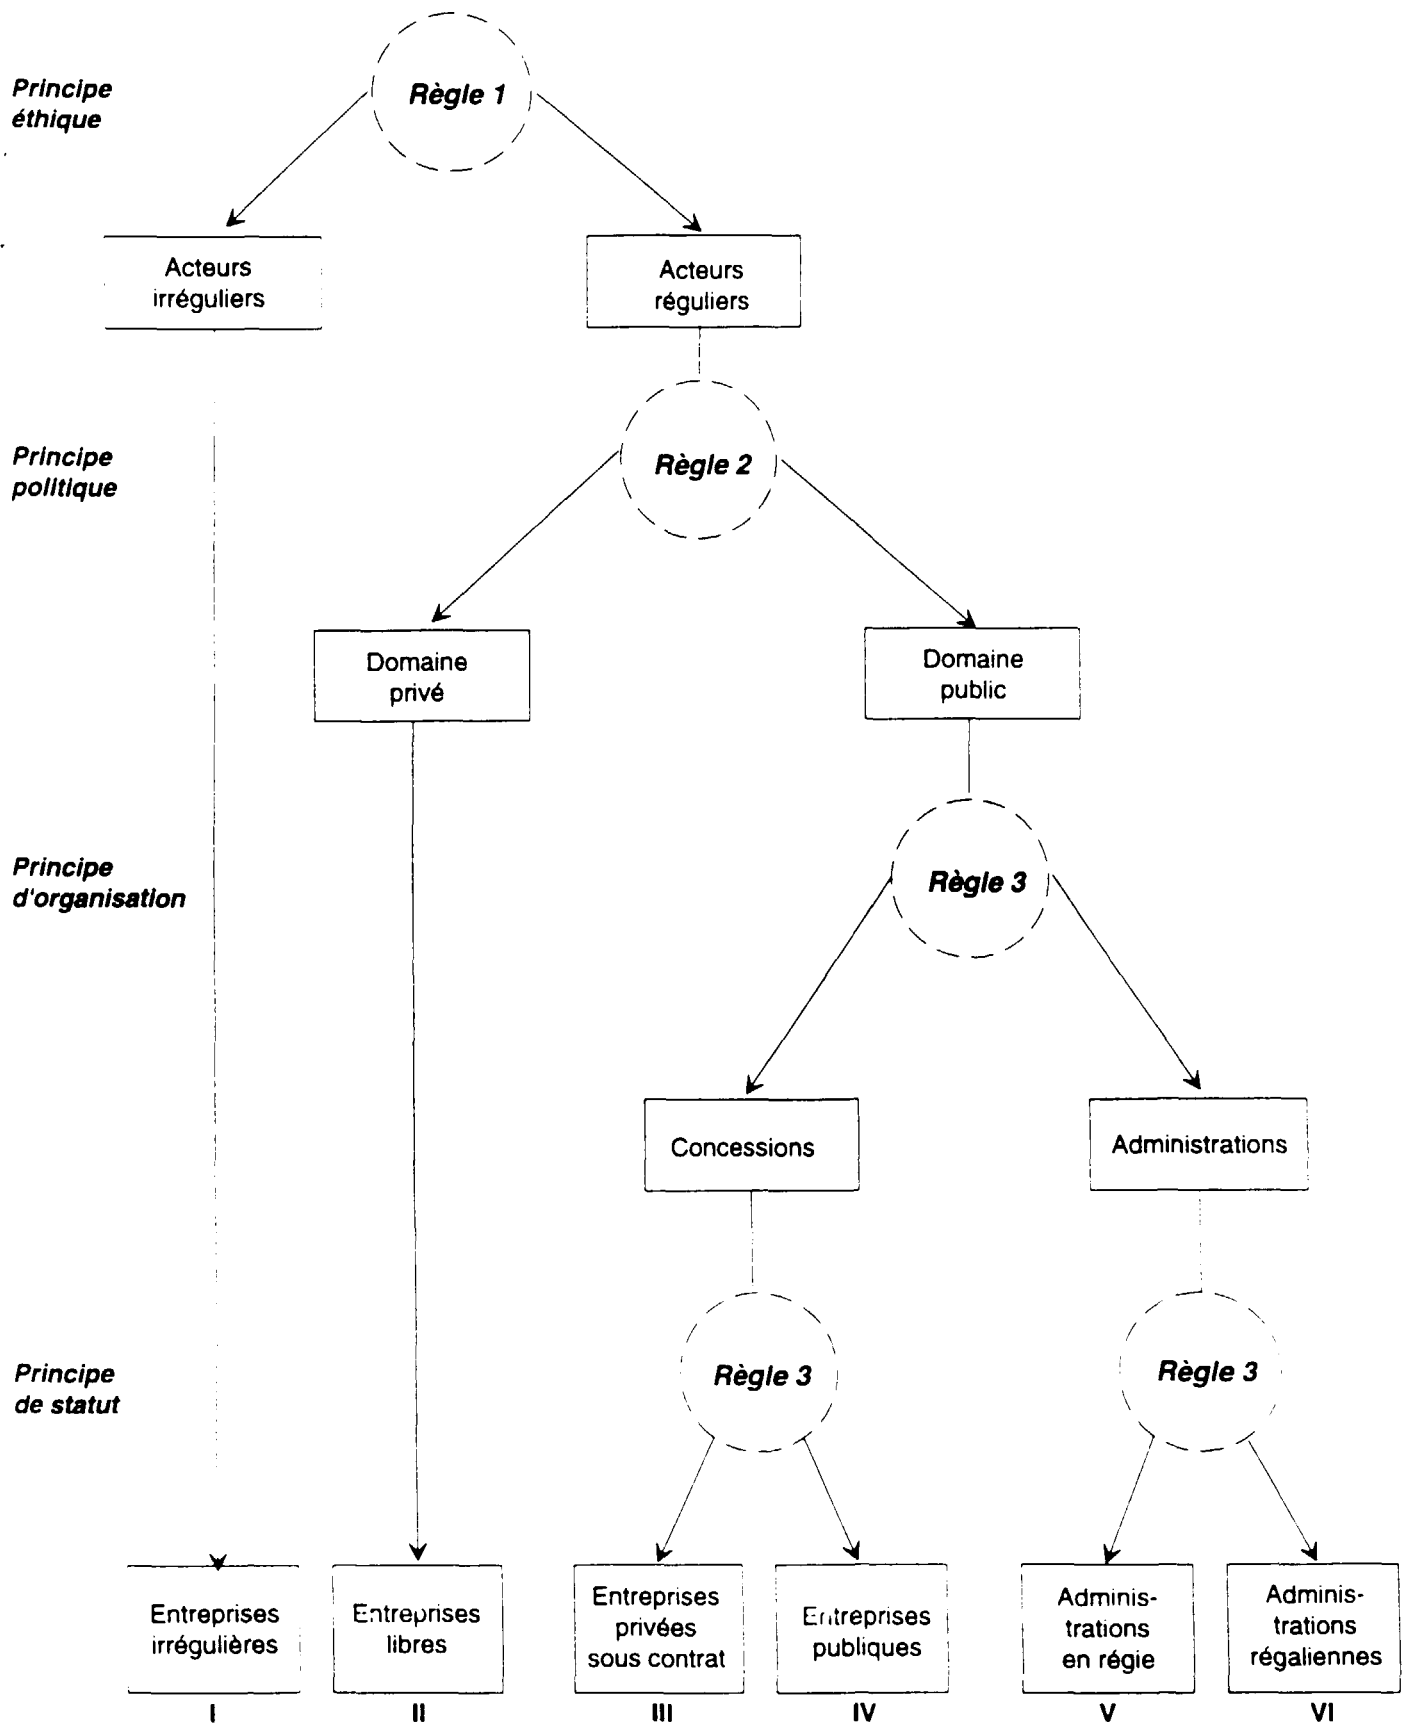 Principe
éthique
Règle 1
Acteurs
irréguliers
Acteurs
réguliers
Principe
politique
Règle 2
Domaine
privé
Domaine
public
Principe
d'organisation
Règle 3
Concessions
Administrations
Principe
de statut
Règle 3
Règle 3
Entreprises
irrégulières
Entreprises
libres
Entreprises
privées
sous contrat
Entreprises
publiques
Adminis-
trations
en régie
Adminis-
trations
régaliennes
I
II
III
IV
V
VI